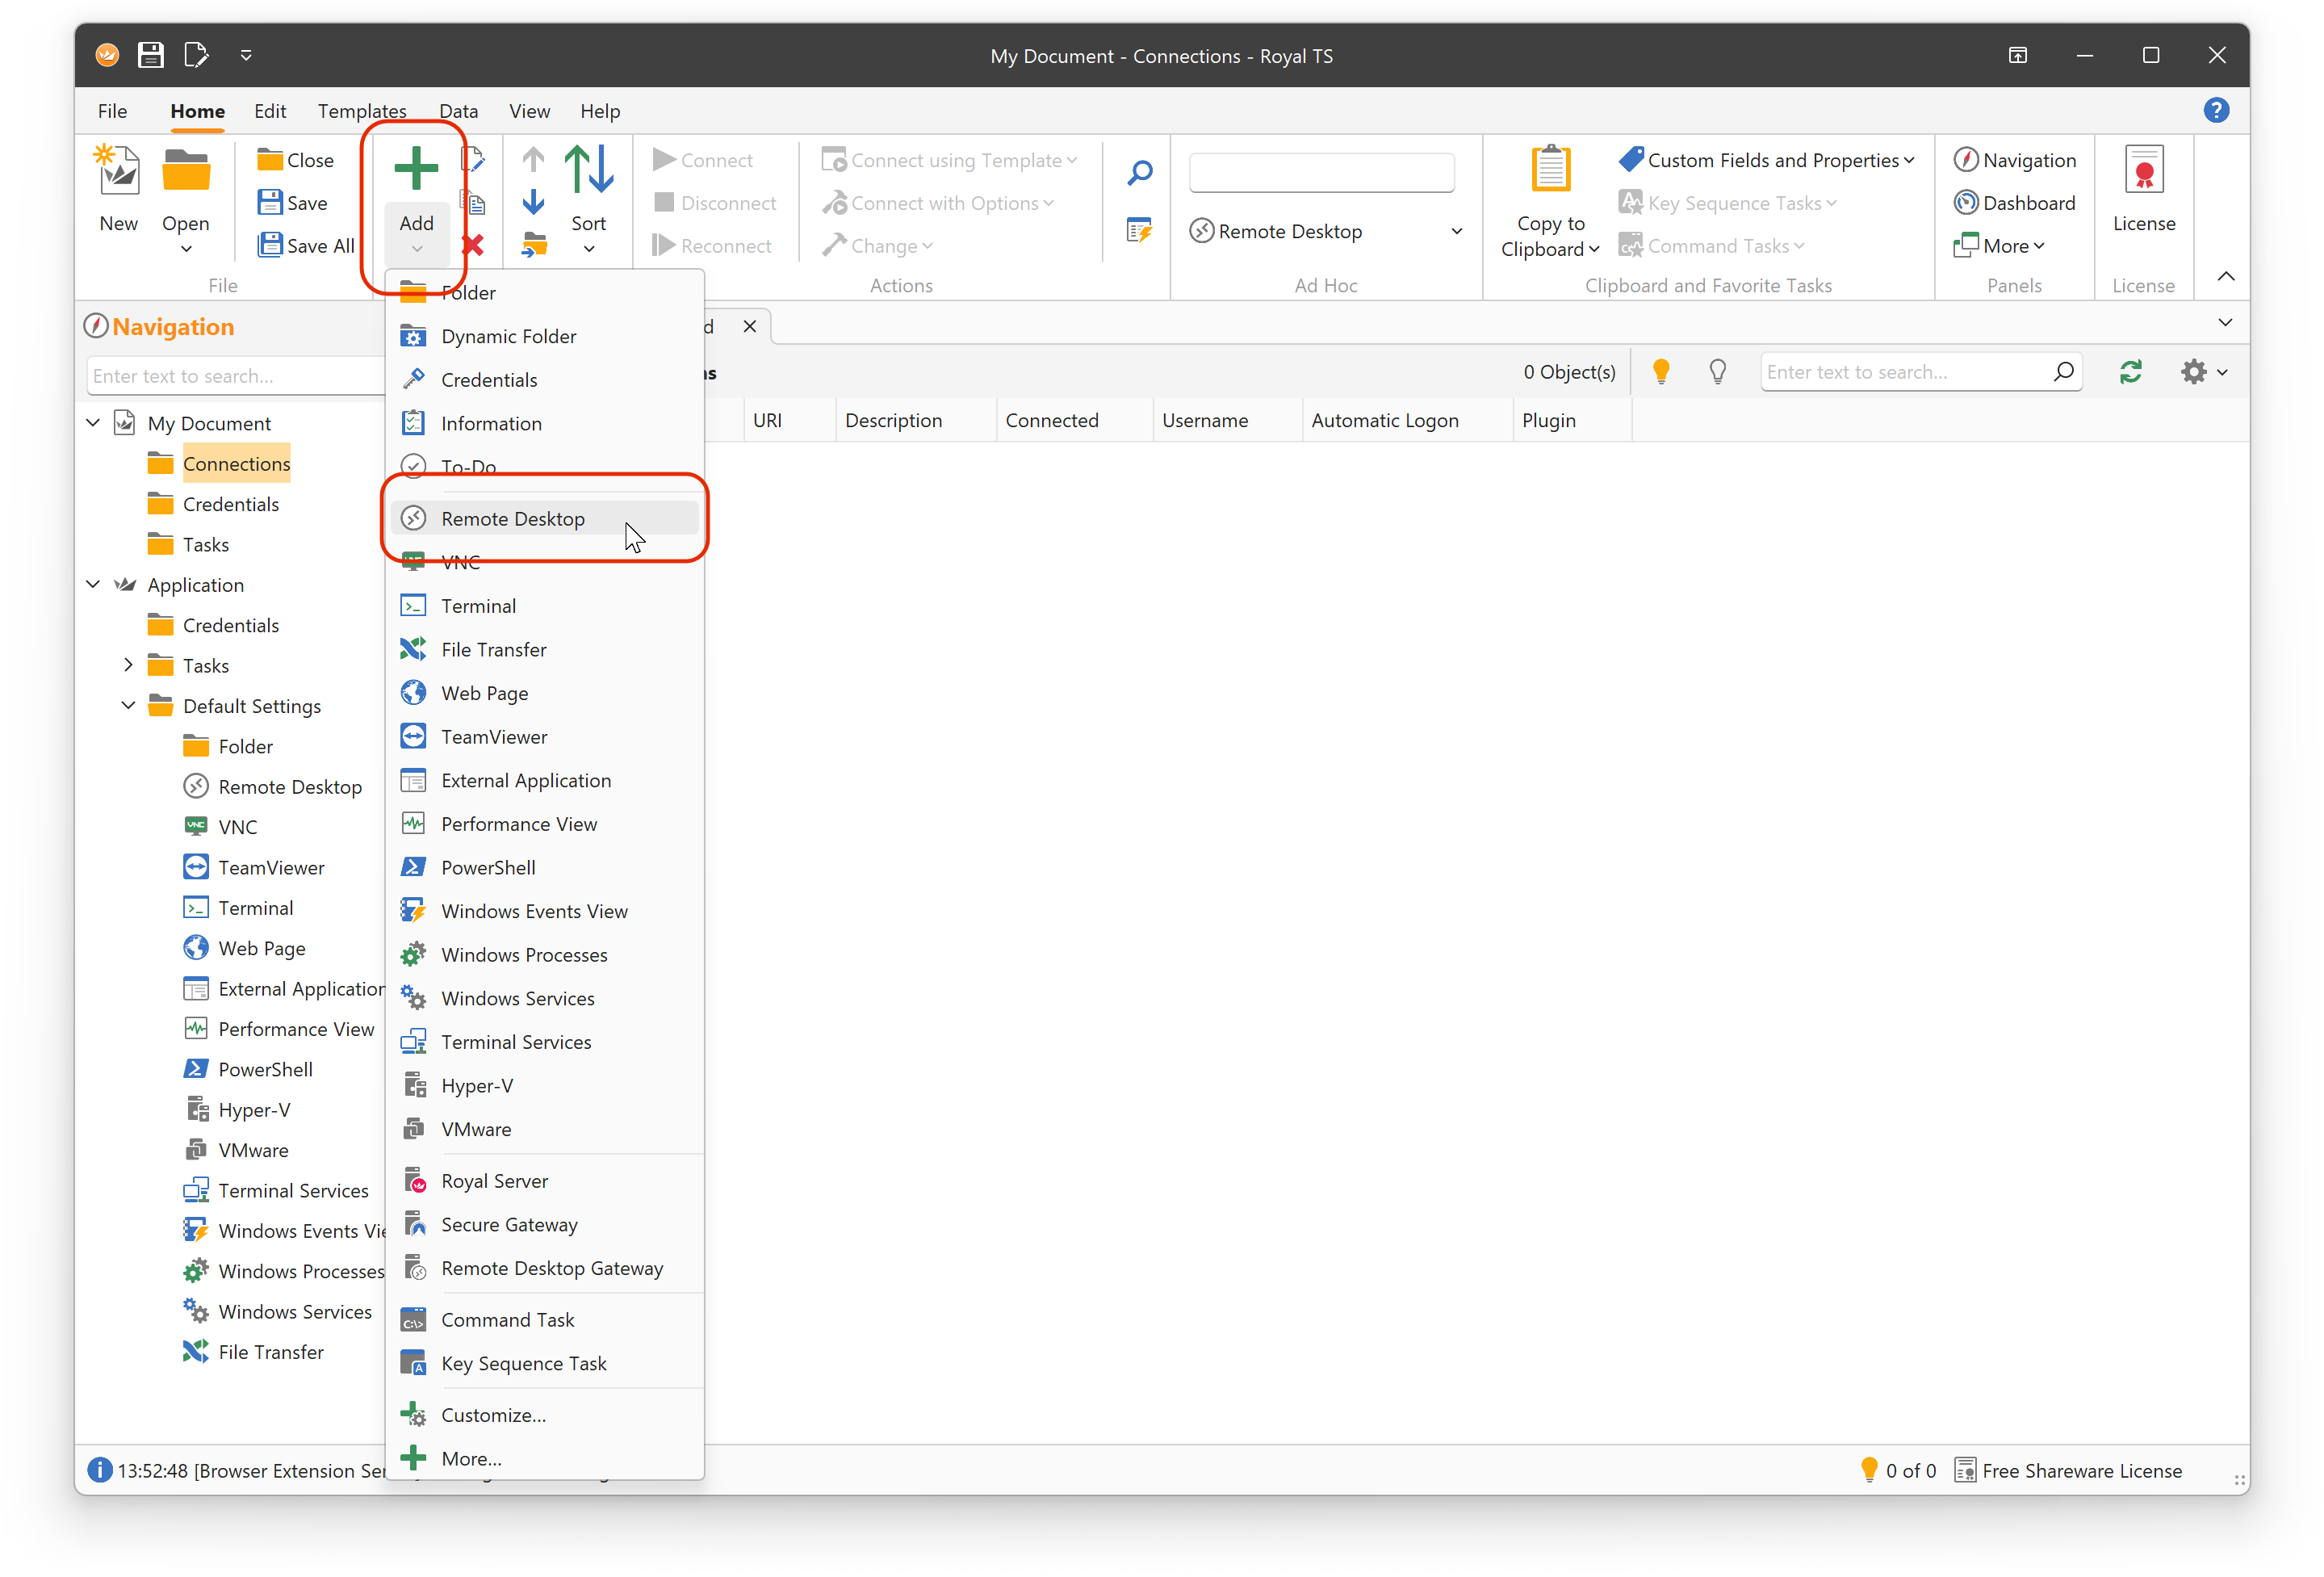 My Document - Connections - Royal TS
File Home Edit Templates Data View Help
New
Open
Close
Save
Save All
File
Add
Sort
Connect
Disconnect
Reconnect
Connect using Template
Connect with Options
Change
Actions
Remote Desktop
Ad Hoc
Copy to
Clipboard
Custom Fields and Properties
Key Sequence Tasks
Command Tasks
Clipboard and Favorite Tasks
Navigation
Dashboard
More
Panels
License
License
Navigation
Enter text to search...
My Document
Connections
Credentials
Tasks
Application
Credentials
Tasks
Default Settings
Folder
Remote Desktop
VNC
TeamViewer
Terminal
Web Page
External Application
Performance View
PowerShell
Hyper-V
VMware
Terminal Services
Windows Events Vie
Windows Processes
Windows Services
File Transfer
Folder
Dynamic Folder
Credentials
Information
To-Do
Remote Desktop
VNC
Terminal
File Transfer
Web Page
TeamViewer
External Application
Performance View
PowerShell
Windows Events View
Windows Processes
Windows Services
Terminal Services
Hyper-V
VMware
Royal Server
Secure Gateway
Remote Desktop Gateway
Command Task
Key Sequence Task
Customize...
More...
d
ns
0 Object(s)
Enter text to search...
URI Description Connected Username Automatic Logon Plugin
13:52:48 [Browser Extension Ser
0 of 0
Free Shareware License